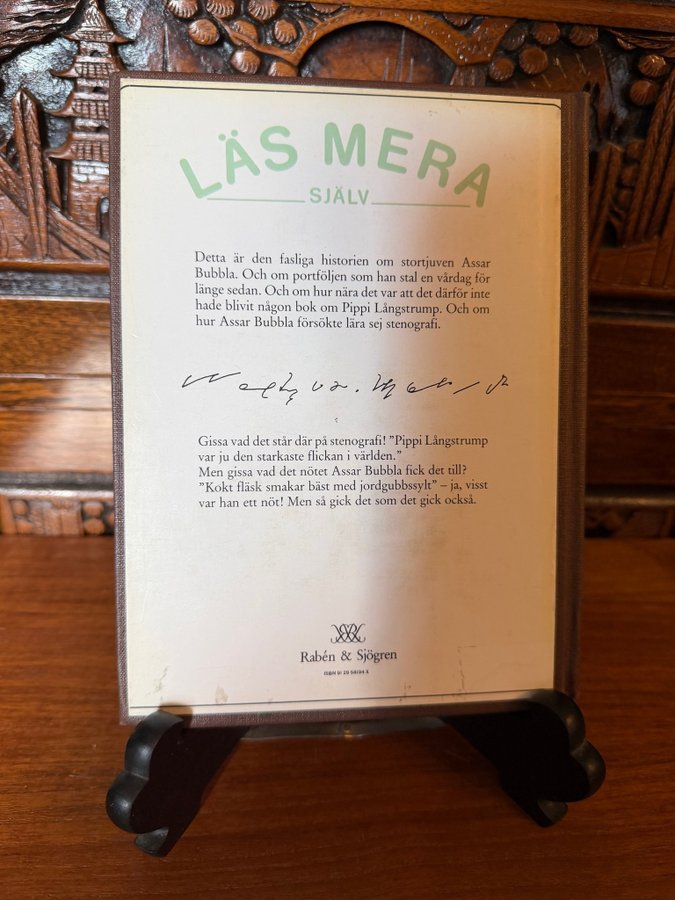 LÄS MERA
SJÄLV
Detta är den fasliga historien om stortjuven Assar
Bubbla. Och om portföljen som han stal en vårdag för
länge sedan. Och om hur nära det var att det därför inte
hade blivit någon bok om Pippi Långstrump. Och om
hur Assar Bubbla försökte lära sej stenografi.
Gissa vad det står där på stenografi! ”Pippi Långstrump
var ju den starkaste flickan i världen.”
Men gissa vad det nötet Assar Bubbla fick det till?
”Kokt fläsk smakar bäst med jordgubbssylt” – ja, visst
var han ett nöt! Men så gick det som det gick också.
Rabén & Sjögren
ISBN 91 29